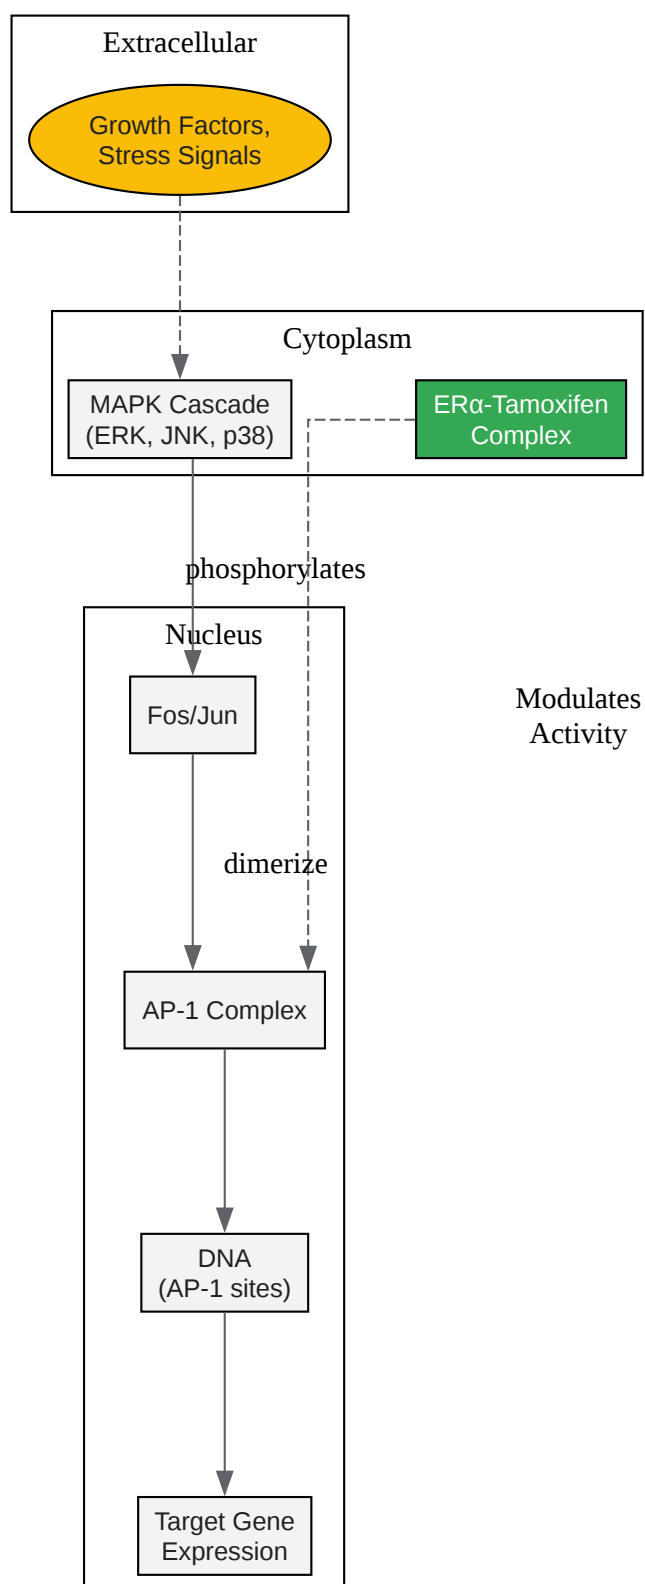 Extracellular
Growth Factors,
Stress Signals
Cytoplasm
MAPK Cascade
(ERK, JNK, p38)
ERα-Tamoxifen
Complex
phosphorylates
Nucleus
Fos/Jun
Modulates
Activity
dimerize
AP-1 Complex
DNA
(AP-1 sites)
Target Gene
Expression